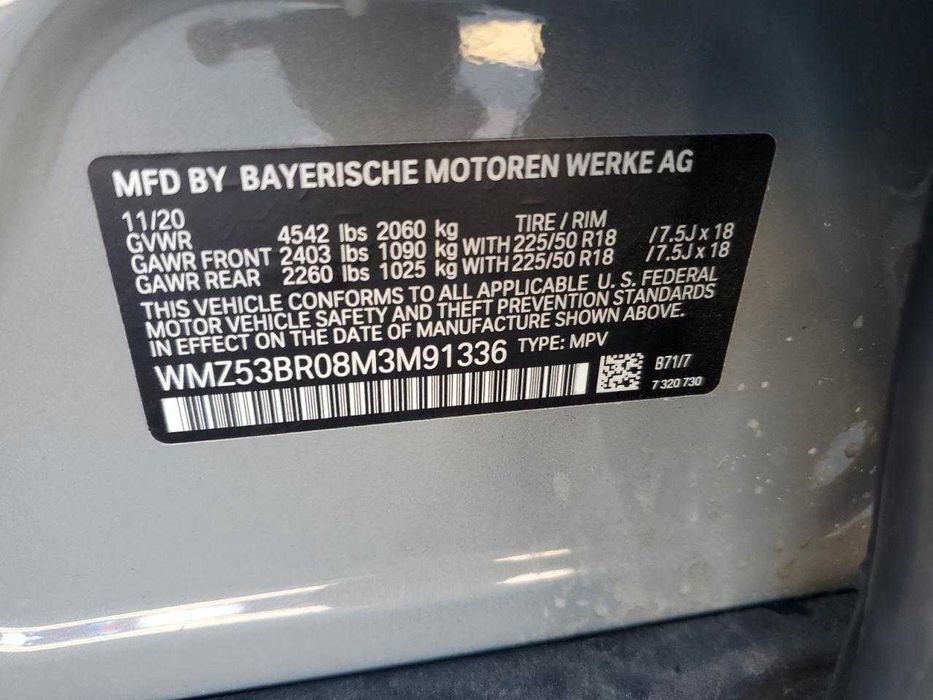 MFD BY BAYERISCHE MOTOREN WERKE AG
11/20 TIRE / RIM
GVWR 4542 lbs 2060 kg
GAWR FRONT 2403 lbs 1090 kg WITH 225/50 R18 / 7.5J x 18
GAWR REAR 2260 lbs 1025 kg WITH 225/50 R18 / 7.5J x 18
THIS VEHICLE CONFORMS TO ALL APPLICABLE U. S. FEDERAL
MOTOR VEHICLE SAFETY AND THEFT PREVENTION STANDARDS
IN EFFECT ON THE DATE OF MANUFACTURE SHOWN ABOVE.
WMZ53BR08M3M91336 TYPE: MPV
B71/7
7 320 730